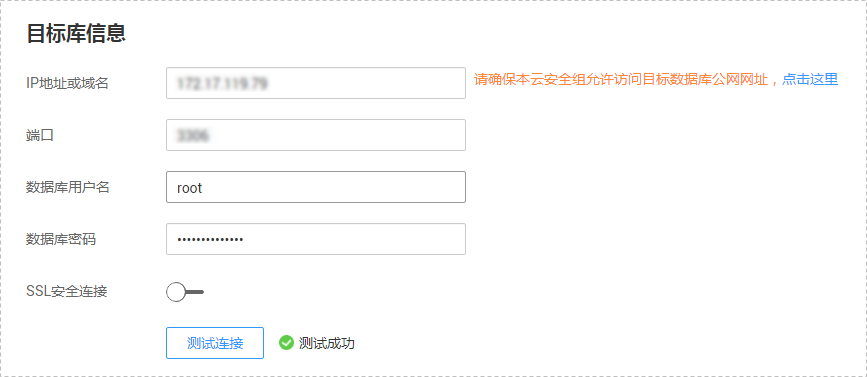 目标库信息
IP地址或域名 172.17.119.79 请确保本云安全组允许访问目标数据库公网网址，点击这里
端口 3306
数据库用户名 root
数据库密码 ••••••••••••••
SSL安全连接
测试连接 测试成功